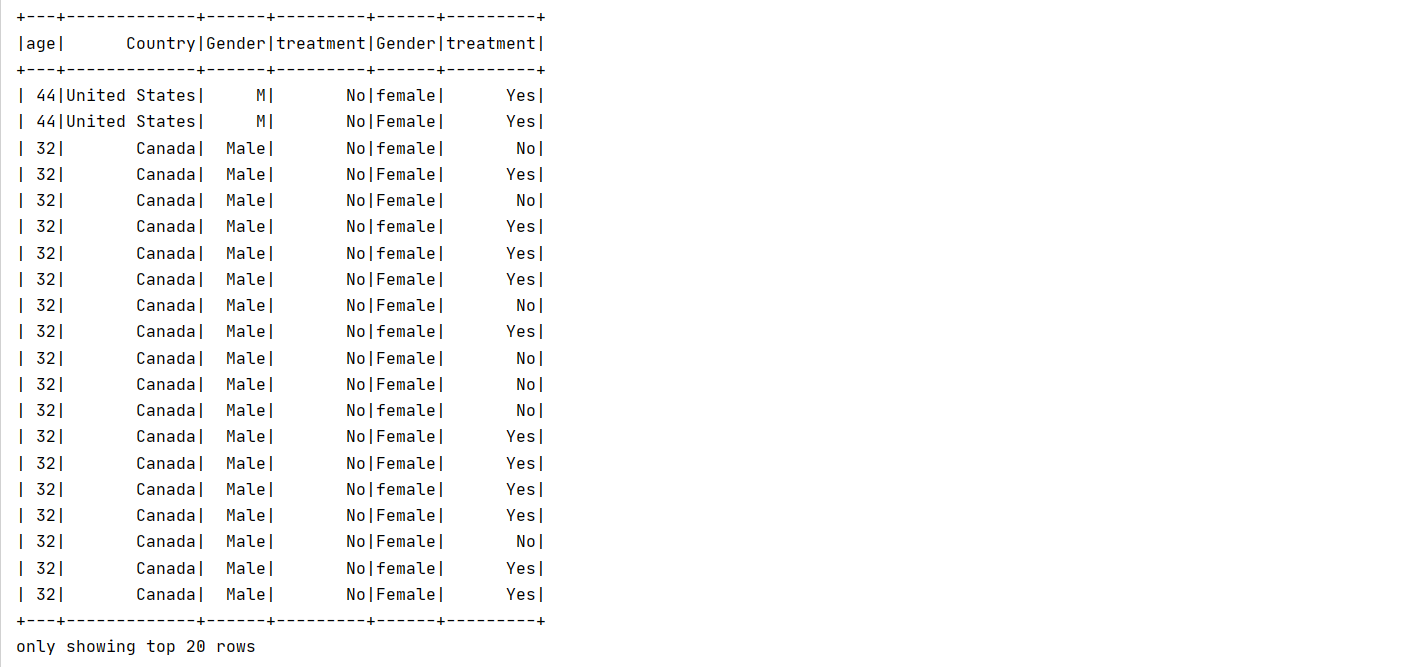 +---+-------------+------+---------+------+---------+
|age|      Country|Gender|treatment|Gender|treatment|
+---+-------------+------+---------+------+---------+
| 44|United States|     M|       No|female|      Yes|
| 44|United States|     M|       No|Female|      Yes|
| 32|       Canada|  Male|       No|female|       No|
| 32|       Canada|  Male|       No|Female|      Yes|
| 32|       Canada|  Male|       No|Female|       No|
| 32|       Canada|  Male|       No|female|      Yes|
| 32|       Canada|  Male|       No|female|      Yes|
| 32|       Canada|  Male|       No|Female|      Yes|
| 32|       Canada|  Male|       No|Female|       No|
| 32|       Canada|  Male|       No|female|      Yes|
| 32|       Canada|  Male|       No|Female|       No|
| 32|       Canada|  Male|       No|Female|       No|
| 32|       Canada|  Male|       No|female|       No|
| 32|       Canada|  Male|       No|Female|      Yes|
| 32|       Canada|  Male|       No|Female|      Yes|
| 32|       Canada|  Male|       No|female|      Yes|
| 32|       Canada|  Male|       No|Female|      Yes|
| 32|       Canada|  Male|       No|Female|       No|
| 32|       Canada|  Male|       No|female|      Yes|
| 32|       Canada|  Male|       No|Female|      Yes|
+---+-------------+------+---------+------+---------+
only showing top 20 rows